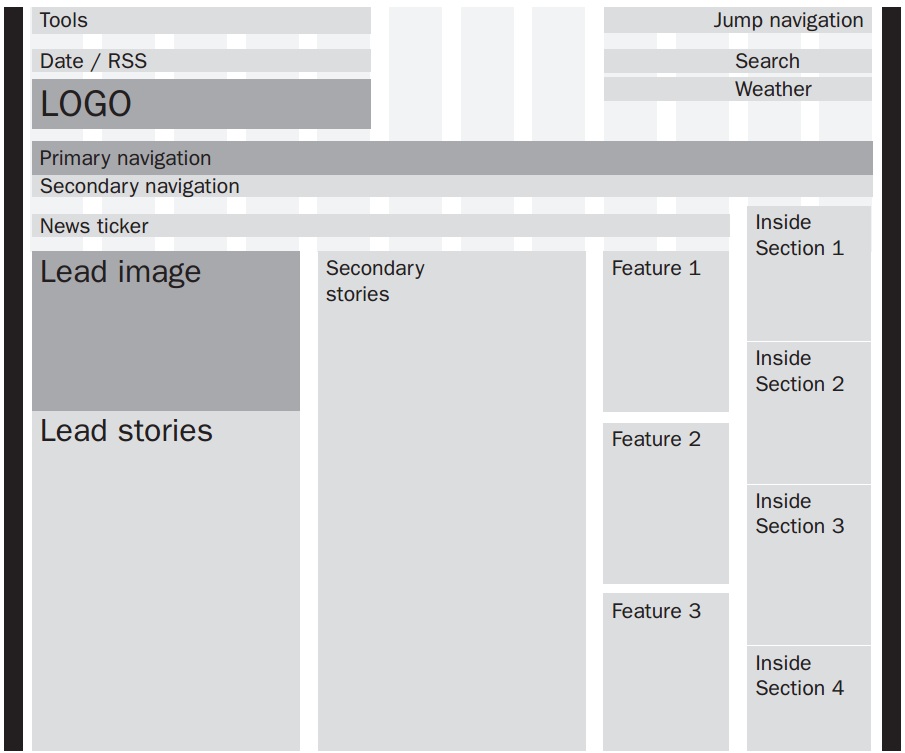 Tools
Jump navigation
Date / RSS
Search
Weather
LOGO
Primary navigation
Secondary navigation
News ticker
Inside
Section 1
Lead image
Secondary
stories
Feature 1
Inside
Section 2
Lead stories
Feature 2
Inside
Section 3
Feature 3
Inside
Section 4